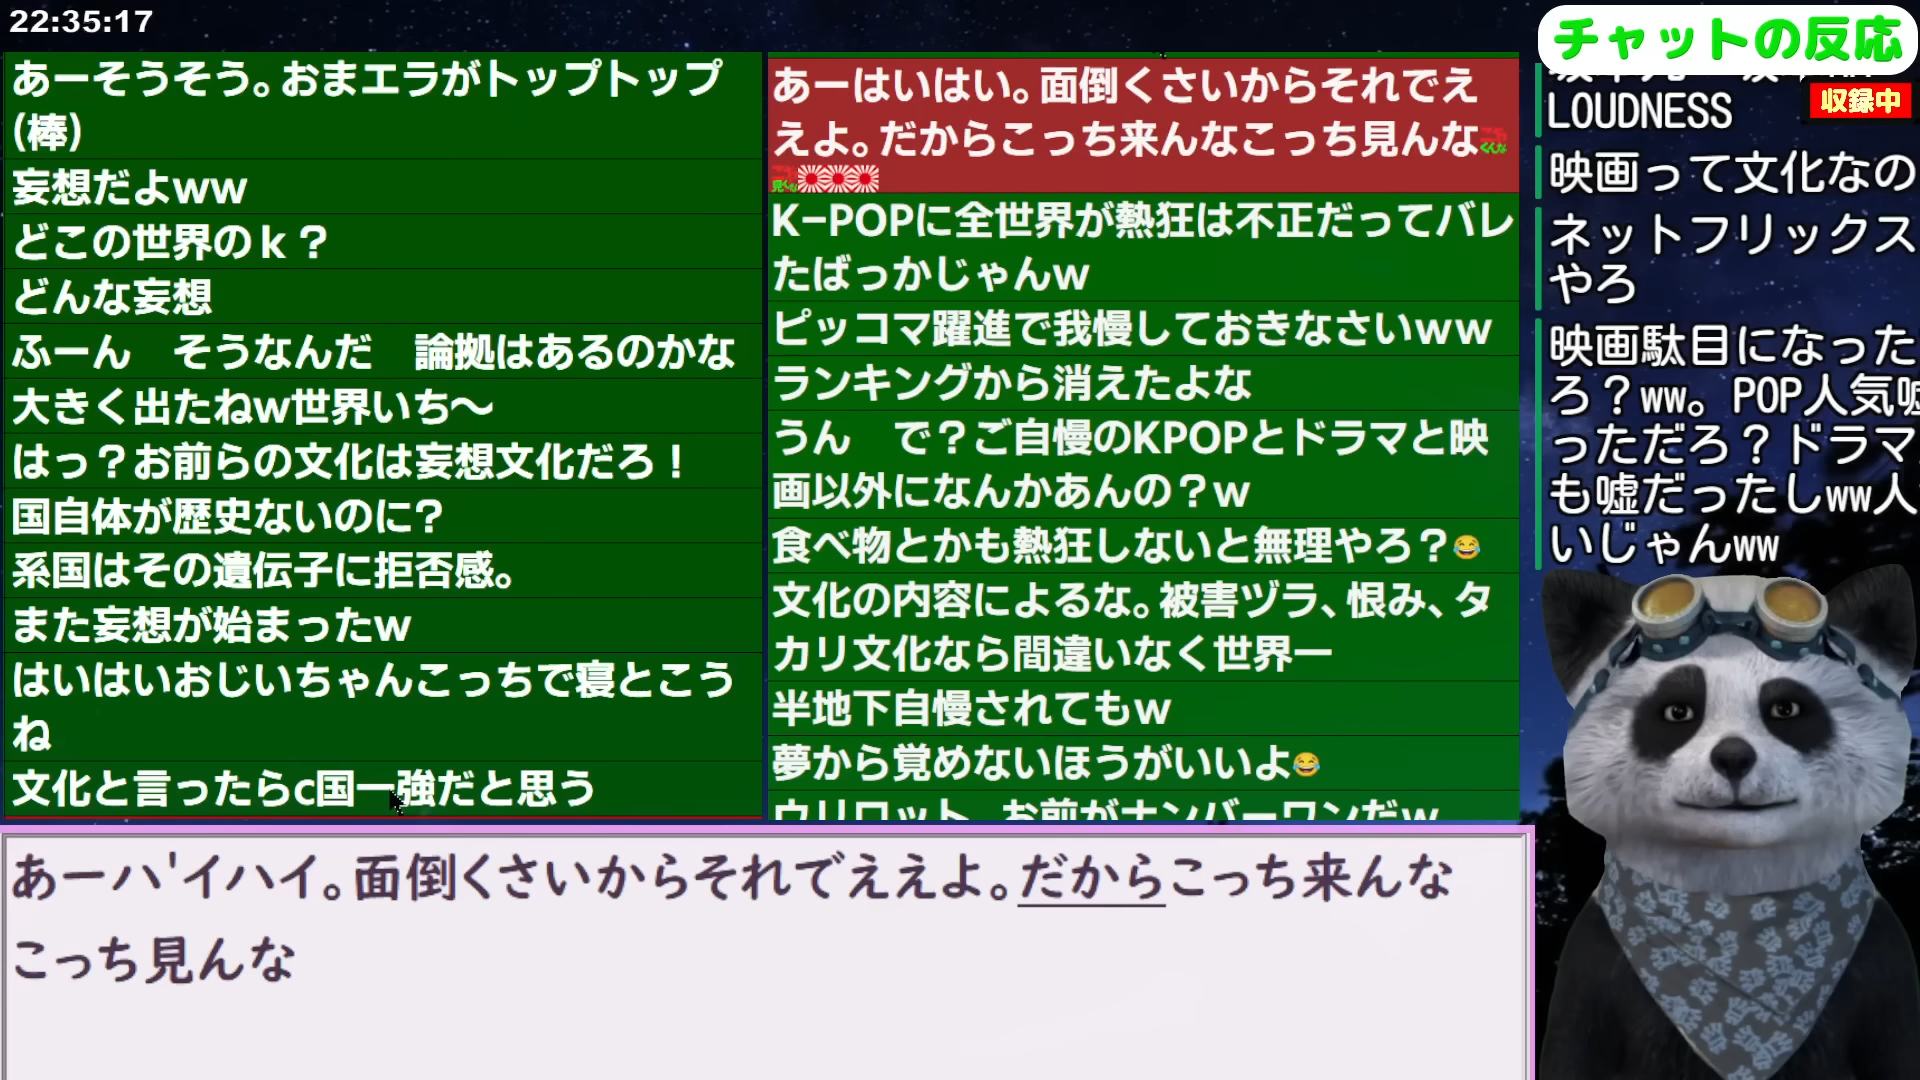 22:35:17
あーそうそう。おまエラがトップトップ
(棒)
妄想だよww
どこの世界のk？
どんな妄想
ふーん　そうなんだ　論拠はあるのかな
大きく出たねw世界いち〜
はっ？お前らの文化は妄想文化だろ！
国自体が歴史ないのに?
系国はその遺伝子に拒否感。
また妄想が始まったw
はいはいおじいちゃんこっちで寝とこう
ね
文化と言ったらc国一強だと思う
あーはいはい。面倒くさいからそれでえ
えよ。だからこっち来んなこっち見んな
K−POPに全世界が熱狂は不正だってバレ
たばっかじゃんw
ピッコマ躍進で我慢しておきなさいww
ランキングから消えたよな
うん　で？ご自慢のKPOPとドラマと映
画以外になんかあんの？w
食べ物とかも熱狂しないと無理やろ？😂
文化の内容によるな。被害ヅラ、恨み、タ
カリ文化なら間違いなく世界一
半地下自慢されてもw
夢から覚めないほうがいいよ😂
ウリロット　お前がナンバーワンだw
チャットの反応
収録中
LOUDNESS
映画って文化なの
ネットフリックス
やろ
映画駄目になった
ろ？ww。POP人気嘘
っただろ？ドラマ
も嘘だったしww人
いじゃんww
あーハ'イハイ。面倒くさいからそれでええよ。だからこっち来んな
こっち見んな